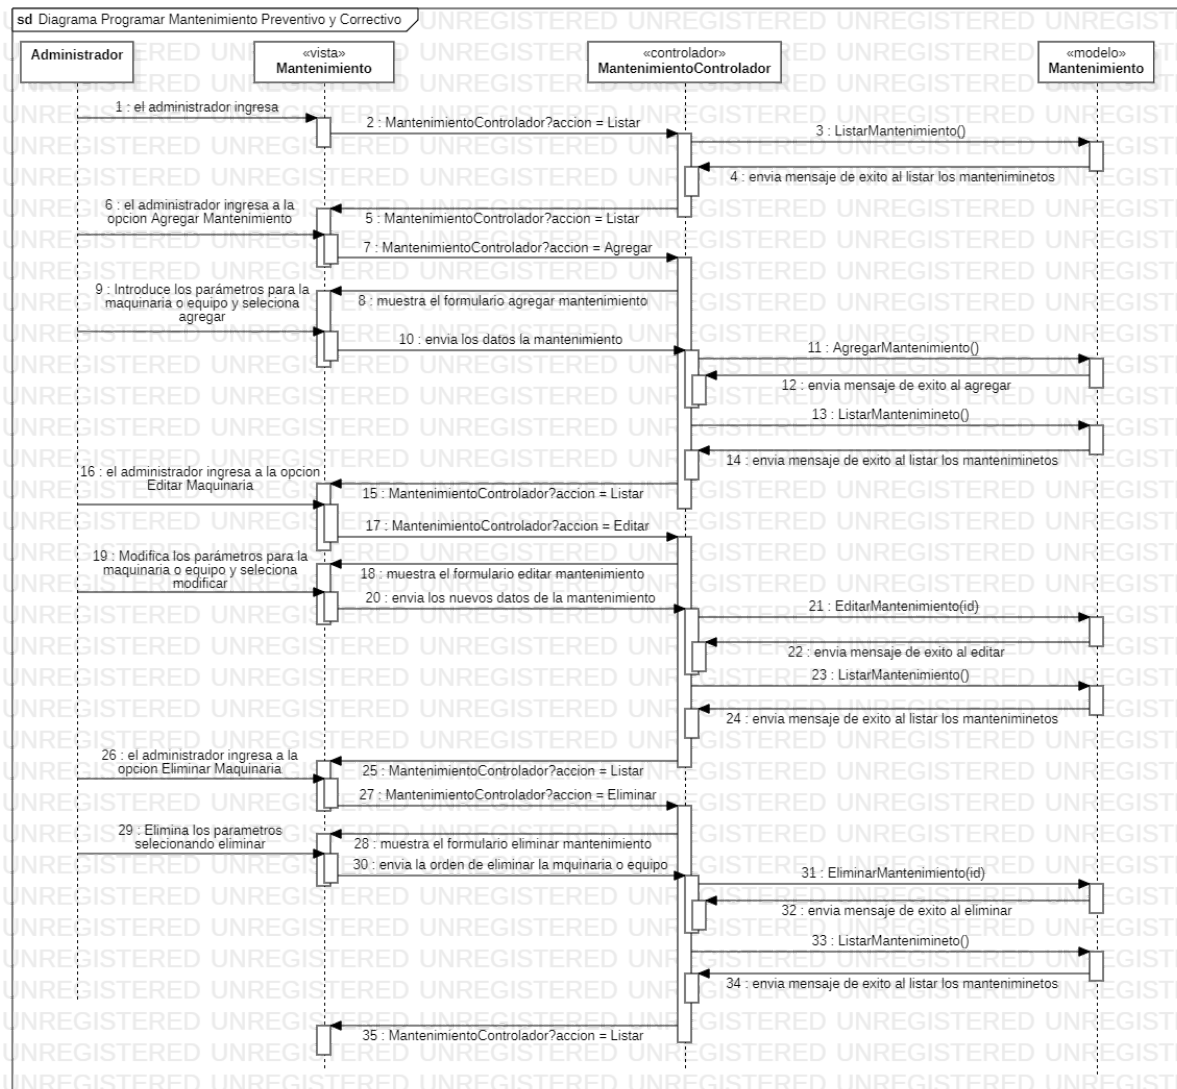 sd Diagrama Programar Mantenimiento Preventivo y Correctivo
Administrador
«vista»
Mantenimiento
«controlador»
MantenimientoControlador
«modelo»
Mantenimiento
1 : el administrador ingresa
2 : MantenimientoControlador?accion = Listar
3 : ListarMantenimiento()
4 : envia mensaje de exito al listar los manteniminetos
5 : MantenimientoControlador?accion = Listar
6 : el administrador ingresa a la
opcion Agregar Mantenimiento
7 : MantenimientoControlador?accion = Agregar
8 : muestra el formulario agregar mantenimiento
9 : Introduce los parámetros para la
maquinaria o equipo y seleciona
agregar
10 : envia los datos la mantenimiento
11 : AgregarMantenimiento()
12 : envia mensaje de exito al agregar
13 : ListarMantenimineto()
14 : envia mensaje de exito al listar los manteniminetos
15 : MantenimientoControlador?accion = Listar
16 : el administrador ingresa a la opcion
Editar Maquinaria
17 : MantenimientoControlador?accion = Editar
18 : muestra el formulario editar mantenimiento
19 : Modifica los parámetros para la
maquinaria o equipo y seleciona
modificar
20 : envia los nuevos datos de la mantenimiento
21 : EditarMantenimiento(id)
22 : envia mensaje de exito al editar
23 : ListarMantenimiento()
24 : envia mensaje de exito al listar los manteniminetos
25 : MantenimientoControlador?accion = Listar
26 : el administrador ingresa a la
opcion Eliminar Maquinaria
27 : MantenimientoControlador?accion = Eliminar
28 : muestra el formulario eliminar mantenimiento
29 : Elimina los parametros
selecionando eliminar
30 : envia la orden de eliminar la mquinaria o equipo
31 : EliminarMantenimiento(id)
32 : envia mensaje de exito al eliminar
33 : ListarMantenimineto()
34 : envia mensaje de exito al listar los manteniminetos
35 : MantenimientoControlador?accion = Listar
UNREGISTERED